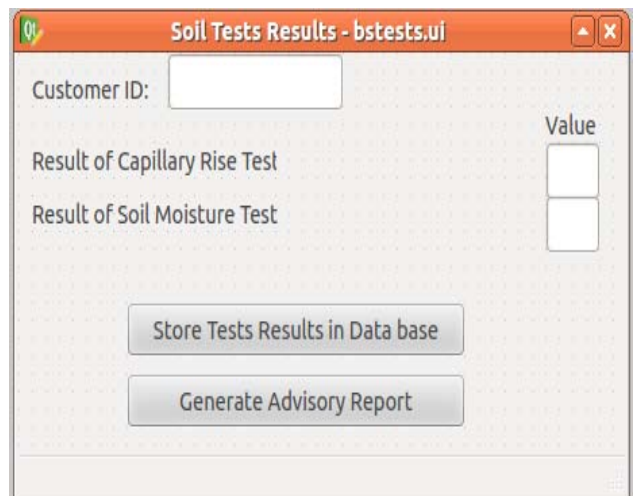 Soil Tests Results - bstests.ui
Customer ID:
Value
Result of Capillary Rise Test
Result of Soil Moisture Test
Store Tests Results in Data base
Generate Advisory Report